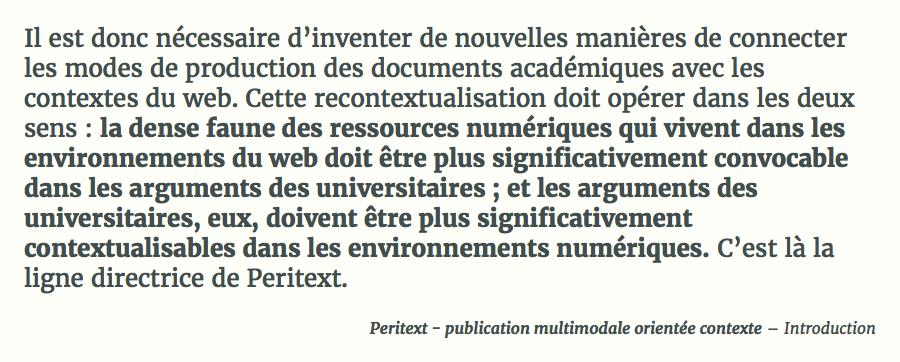 Il est donc nécessaire d’inventer de nouvelles manières de connecter
les modes de production des documents académiques avec les
contextes du web. Cette recontextualisation doit opérer dans les deux
sens : la dense faune des ressources numériques qui vivent dans les
environnements du web doit être plus significativement convocable
dans les arguments des universitaires ; et les arguments des
universitaires, eux, doivent être plus significativement
contextualisables dans les environnements numériques. C’est là la
ligne directrice de Peritext.
Peritext - publication multimodale orientée contexte – Introduction